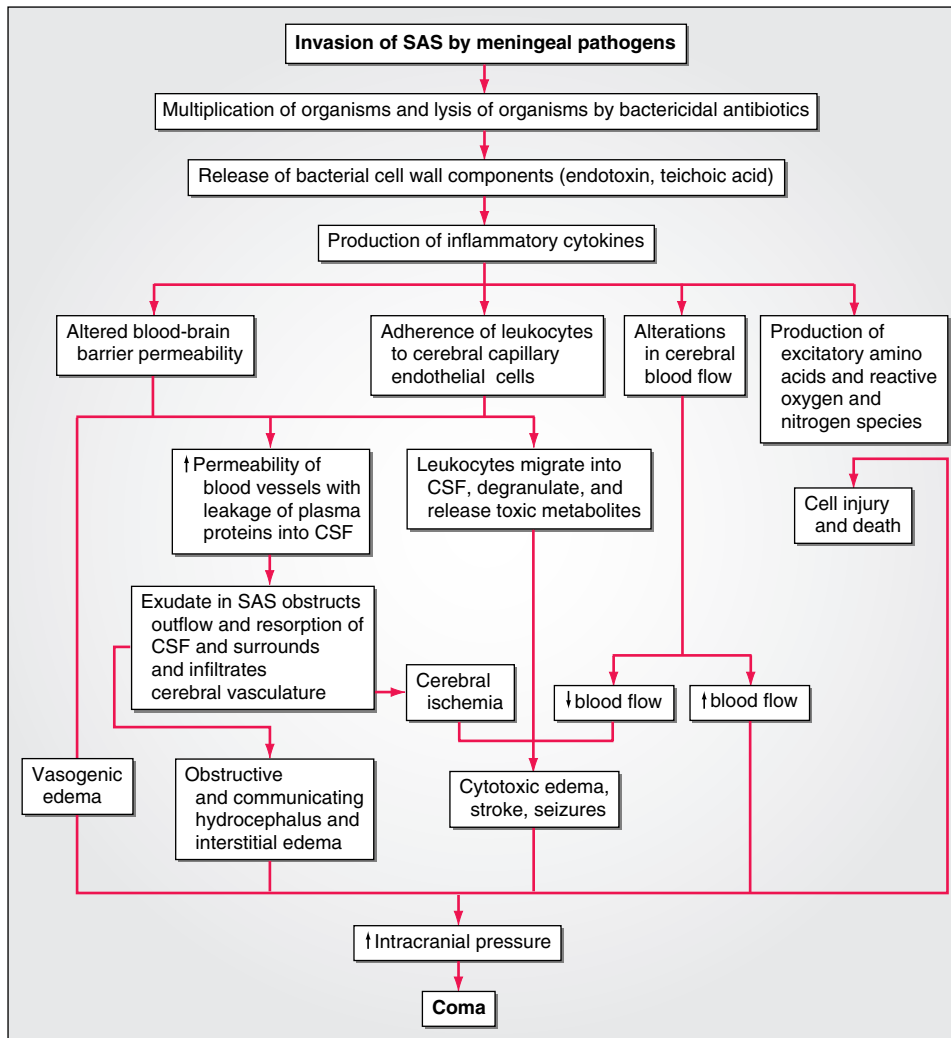 Invasion of SAS by meningeal pathogens
Multiplication of organisms and lysis of organisms by bactericidal antibiotics
Release of bacterial cell wall components (endotoxin, teichoic acid)
Production of inflammatory cytokines
Altered blood-brain
barrier permeability
Adherence of leukocytes
to cerebral capillary
endothelial cells
Alterations
in cerebral
blood flow
Production of
excitatory amino
acids and reactive
oxygen and
nitrogen species
↑Permeability of
blood vessels with
leakage of plasma
proteins into CSF
Leukocytes migrate into
CSF, degranulate, and
release toxic metabolites
Cell injury
and death
Exudate in SAS obstructs
outflow and resorption of
CSF and surrounds
and infiltrates
cerebral vasculature
Cerebral
ischemia
↓blood flow
↑blood flow
Vasogenic
edema
Obstructive
and communicating
hydrocephalus and
interstitial edema
Cytotoxic edema,
stroke, seizures
↑Intracranial pressure
Coma